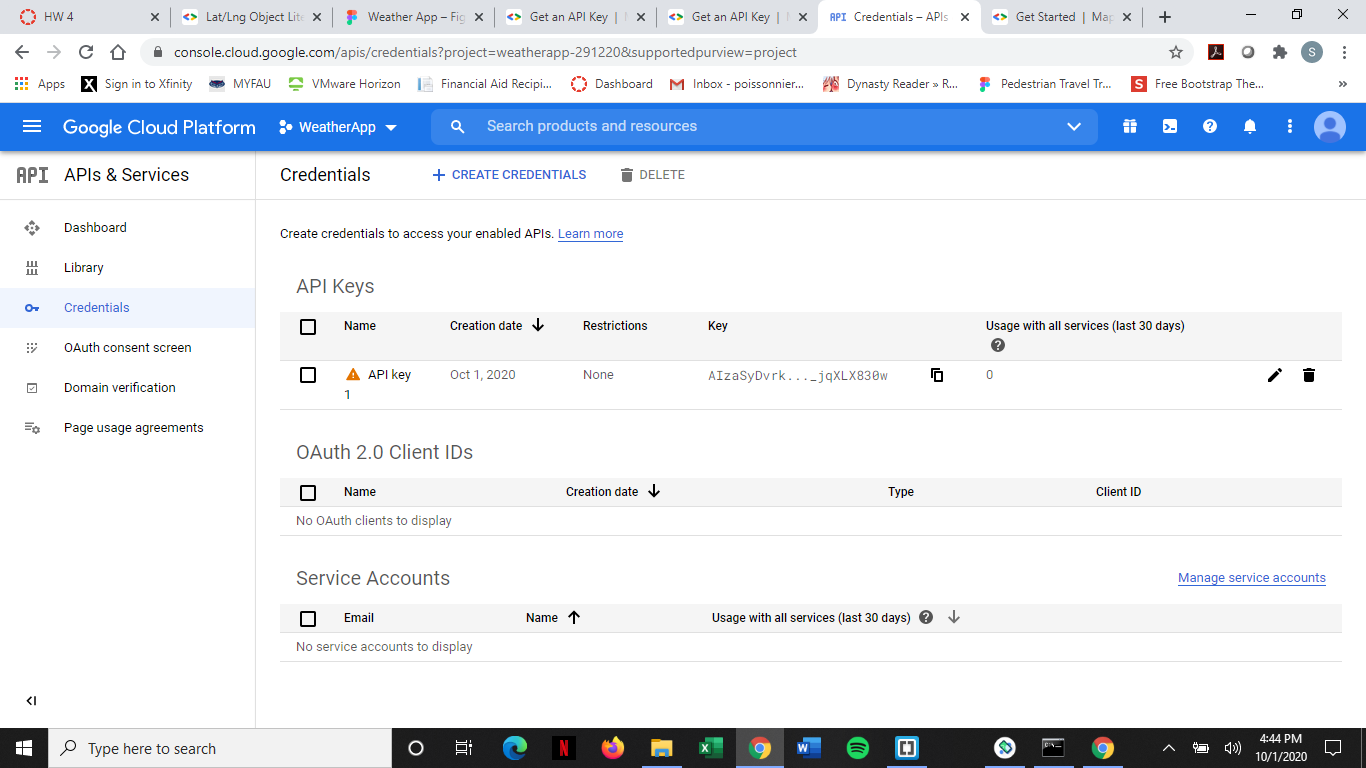 HW 4
Lat/Lng Object Lite
Weather App – Fig
Get an API Key | 
Get an API Key | 
Credentials – APIs
Get Started | Map
console.cloud.google.com/apis/credentials?project=weatherapp-291220&supportedpurview=project
S
Apps
X Sign in to Xfinity
MYFAU
VMware Horizon
Financial Aid Recipi...
Dashboard
Inbox - poissonnier...
Dynasty Reader » R...
Pedestrian Travel Tr...
S Free Bootstrap The...
»
Google Cloud Platform
WeatherApp
Search products and resources
API APIs & Services
Credentials
+ CREATE CREDENTIALS
DELETE
Dashboard
Library
Credentials
OAuth consent screen
Domain verification
Page usage agreements
Create credentials to access your enabled APIs. Learn more
API Keys
Name Creation date Restrictions Key Usage with all services (last 30 days)
API key Oct 1, 2020 None AIzaSyDvrk..._jqXLX830w 0
1
OAuth 2.0 Client IDs
Name Creation date Type Client ID
No OAuth clients to display
Service Accounts
Manage service accounts
Email Name Usage with all services (last 30 days)
No service accounts to display
Type here to search
4:44 PM
10/1/2020